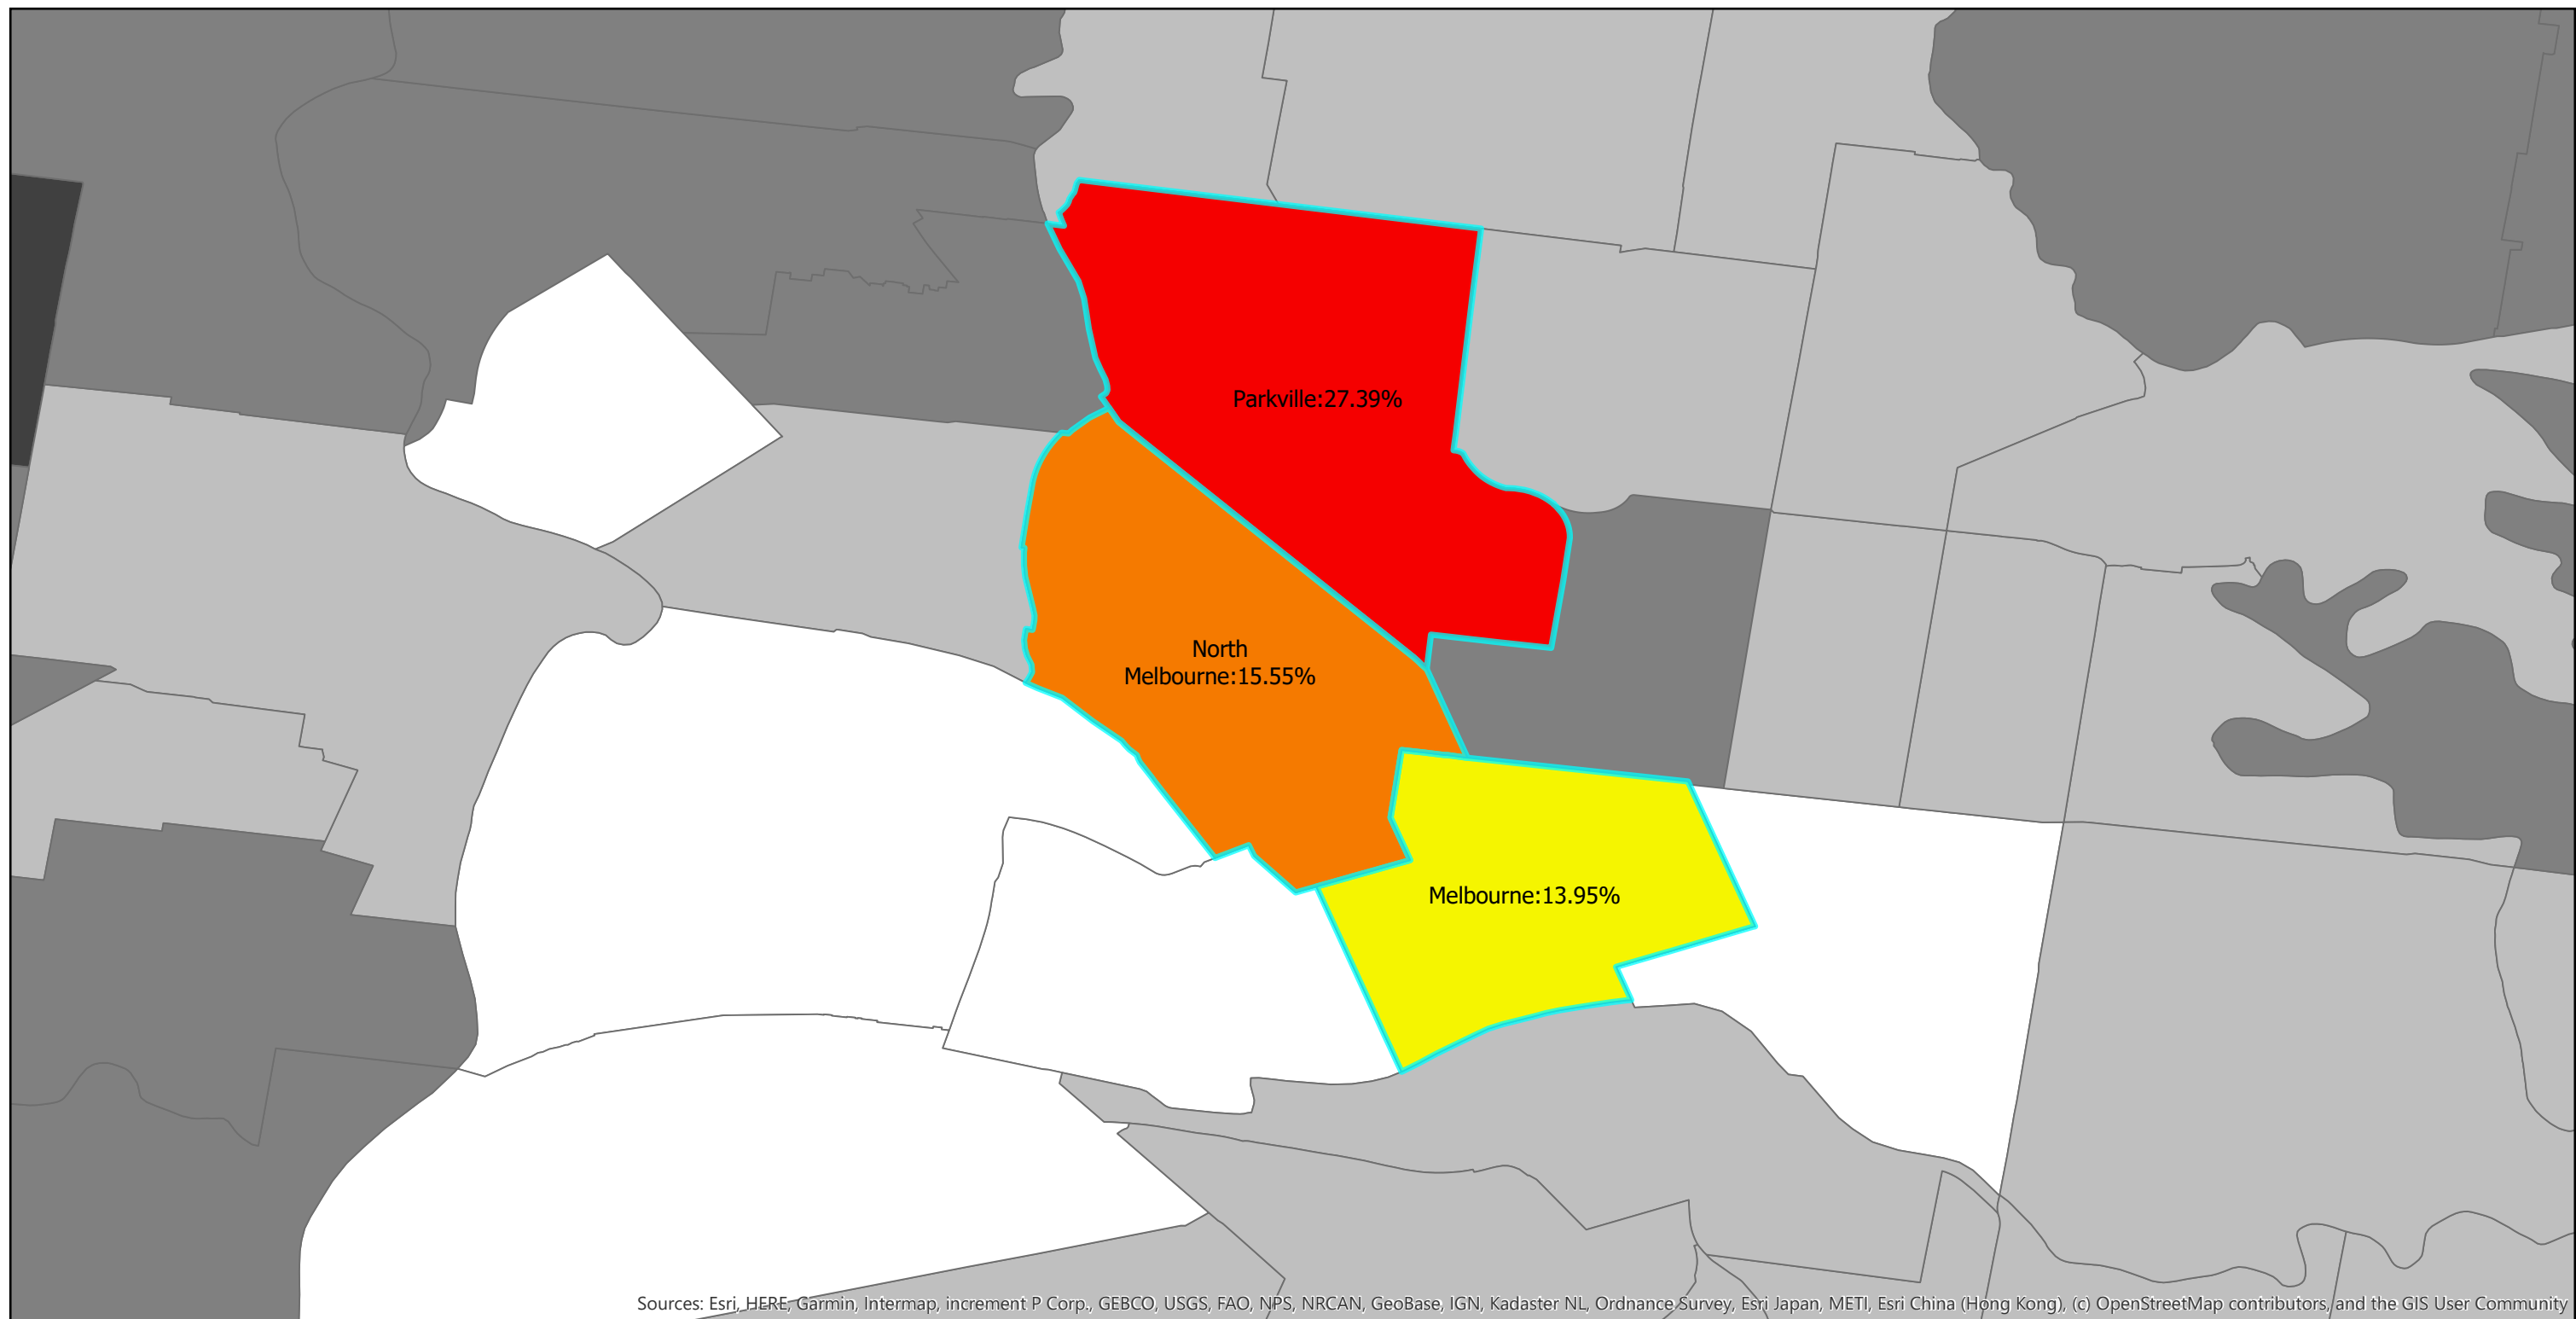 Parkville:27.39%
North
Melbourne:15.55%
Melbourne:13.95%
Sources: Esri, HERE, Garmin, Intermap, increment P Corp., GEBCO, USGS, FAO, NPS, NRCAN, GeoBase, IGN, Kadaster NL, Ordnance Survey, Esri Japan, METI, Esri China (Hong Kong), (c) OpenStreetMap contributors, and the GIS User Community